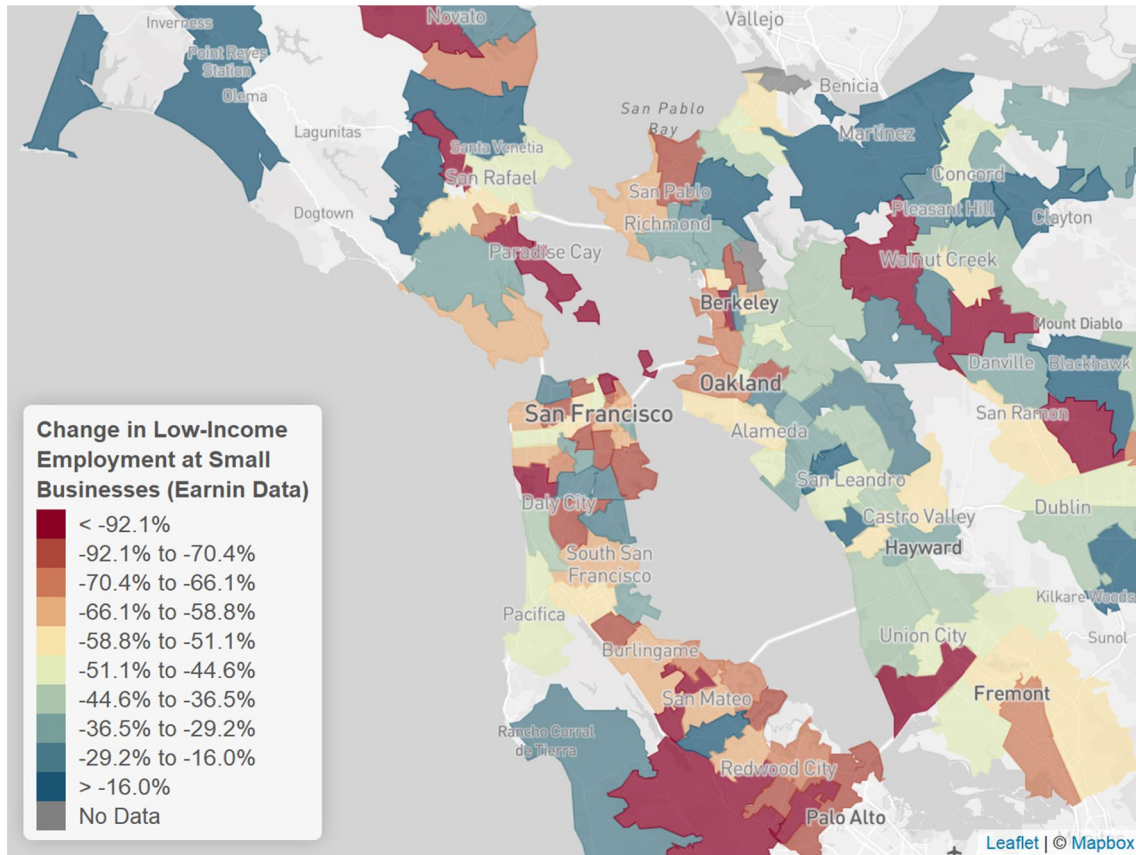 Novato
Vallejo
Inverness
Point Reyes
Station
Olema
Benicia
San Pablo
Bay
Lagunitas
Martinez
Santa Venetia
San Rafael
Concord
San Pablo
Dogtown
Richmond
Pleasant Hill
Clayton
Paradise Cay
Walnut Creek
Berkeley
Mount Diablo
Danville
Blackhawk
Oakland
San Francisco
San Ramon
Alameda
San Leandro
Daly City
Dublin
Castro Valley
Hayward
South San
Francisco
Kilkare Woods
Pacifica
Union City
Sunol
Burlingame
Fremont
San Mateo
Rancho Corral
de Tierra
Redwood City
Palo Alto
Change in Low-Income
Employment at Small
Businesses (Earnin Data)
< -92.1%
-92.1% to -70.4%
-70.4% to -66.1%
-66.1% to -58.8%
-58.8% to -51.1%
-51.1% to -44.6%
-44.6% to -36.5%
-36.5% to -29.2%
-29.2% to -16.0%
> -16.0%
No Data
Leaflet | © Mapbox